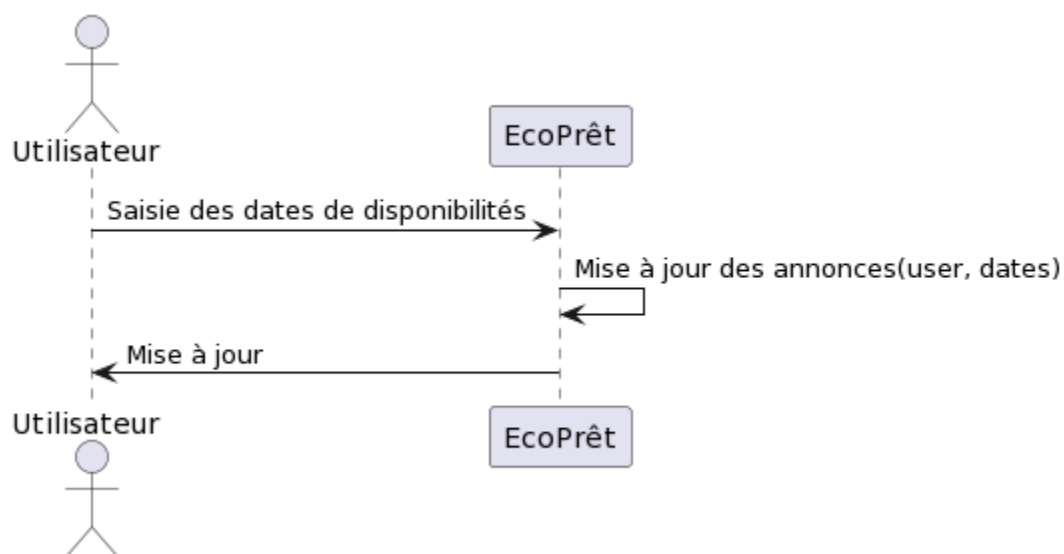 Utilisateur
EcoPrêt
Saisie des dates de disponibilités
Mise à jour des annonces(user, dates)
Mise à jour
Utilisateur
EcoPrêt